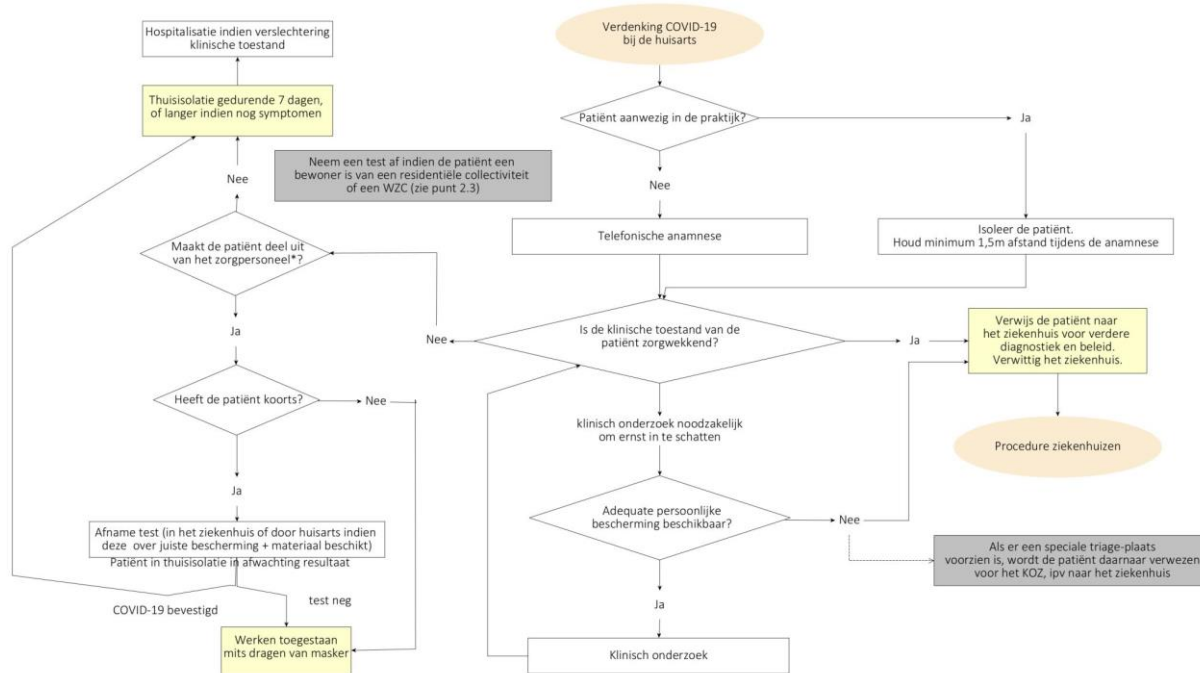 Verdenking COVID-19
bij de huisarts
Patiënt aanwezig in de praktijk?
Ja
Nee
Telefonische anamnese
Isoleer de patiënt.
Houd minimum 1,5m afstand tijdens de anamnese
Is de klinische toestand van de
patiënt zorgwekkend?
Ja
Verwijs de patiënt naar
het ziekenhuis voor verdere
diagnostiek en beleid.
Verwittig het ziekenhuis.
Procedure ziekenhuizen
klinisch onderzoek noodzakelijk
om ernst in te schatten
Adequate persoonlijke
bescherming beschikbaar?
Nee
Als er een speciale triage-plaats
voorzien is, wordt de patiënt daarnaar verwezen
voor het KOZ, ipv naar het ziekenhuis
Ja
Klinisch onderzoek
Nee
Maakt de patiënt deel uit
van het zorgpersoneel*?
Nee
Neem een test af indien de patiënt een
bewoner is van een residentiële collectiviteit
of een WZC (zie punt 2.3)
Thuisisolatie gedurende 7 dagen,
of langer indien nog symptomen
Hospitalisatie indien verslechtering
klinische toestand
Ja
Heeft de patiënt koorts?
Nee
Ja
Afname test (in het ziekenhuis of door huisarts indien
deze over juiste bescherming + materiaal beschikt)
Patiënt in thuisisolatie in afwachting resultaat
COVID-19 bevestigd
test neg
Werken toegestaan
mits dragen van masker